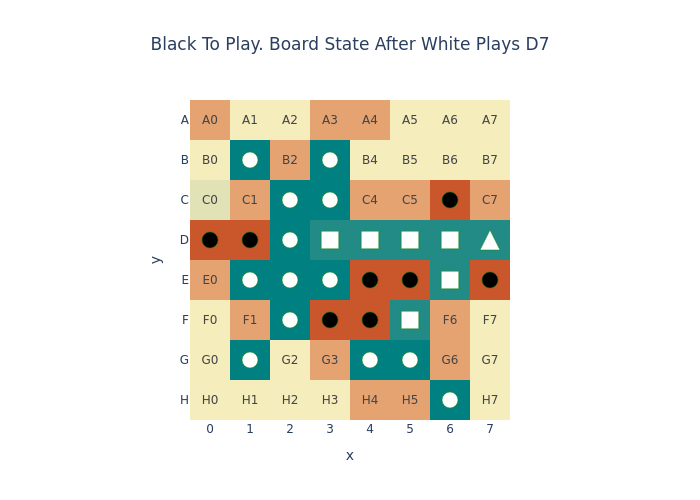 Black To Play. Board State After White Plays D7
A A0 A1 A2 A3 A4 A5 A6 A7
B B0 B2 B4 B5 B6 B7
C C0 C1 C4 C5 C7
D
E E0
F F0 F1 F6 F7
G G0 G2 G3 G6 G7
H H0 H1 H2 H3 H4 H5 H7
0 1 2 3 4 5 6 7
x
y